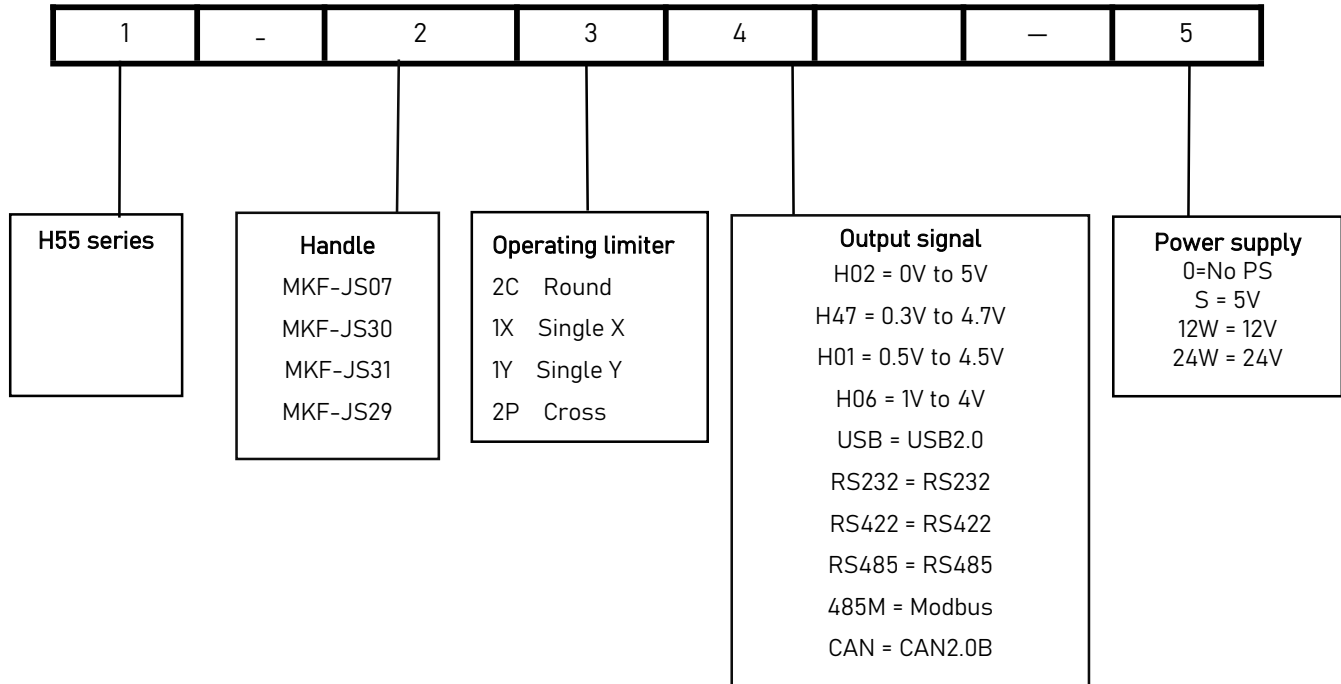 1 - 2 3 4 — 5
H55 series
Handle
MKF-JS07
MKF-JS30
MKF-JS31
MKF-JS29
Operating limiter
2C Round
1X Single X
1Y Single Y
2P Cross
Output signal
H02 = 0V to 5V
H47 = 0.3V to 4.7V
H01 = 0.5V to 4.5V
H06 = 1V to 4V
USB = USB2.0
RS232 = RS232
RS422 = RS422
RS485 = RS485
485M = Modbus
CAN = CAN2.0B
Power supply
0=No PS
S = 5V
12W = 12V
24W = 24V